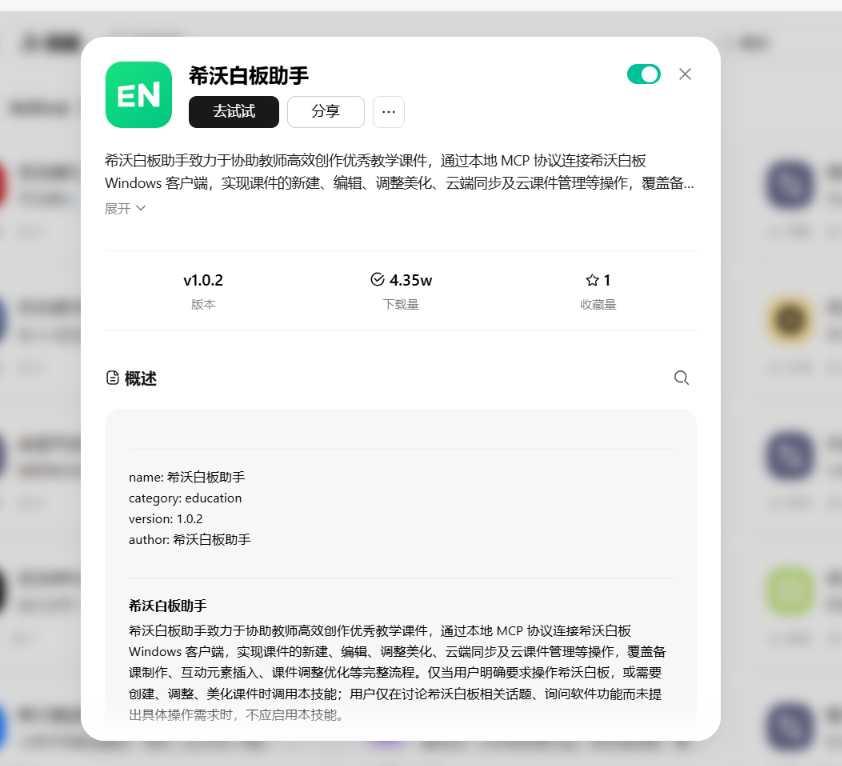 EN
希沃白板助手
去试试
分享
...
希沃白板助手致力于协助教师高效创作优秀教学课件，通过本地 MCP 协议连接希沃白板
Windows 客户端，实现课件的新建、编辑、调整美化、云端同步及云课件管理等操作，覆盖备...
展开
v1.0.2
4.35w
1
版本
下载量
收藏量
概述
name: 希沃白板助手
category: education
version: 1.0.2
author: 希沃白板助手
希沃白板助手
希沃白板助手致力于协助教师高效创作优秀教学课件，通过本地 MCP 协议连接希沃白板
Windows 客户端，实现课件的新建、编辑、调整美化、云端同步及云课件管理等操作，覆盖备
课制作、互动元素插入、课件调整优化等完整流程。仅当用户明确要求操作希沃白板，或需要
创建、调整、美化课件时调用本技能；用户仅在讨论希沃白板相关话题、询问软件功能而未提
出具体操作需求时，不应启用本技能。